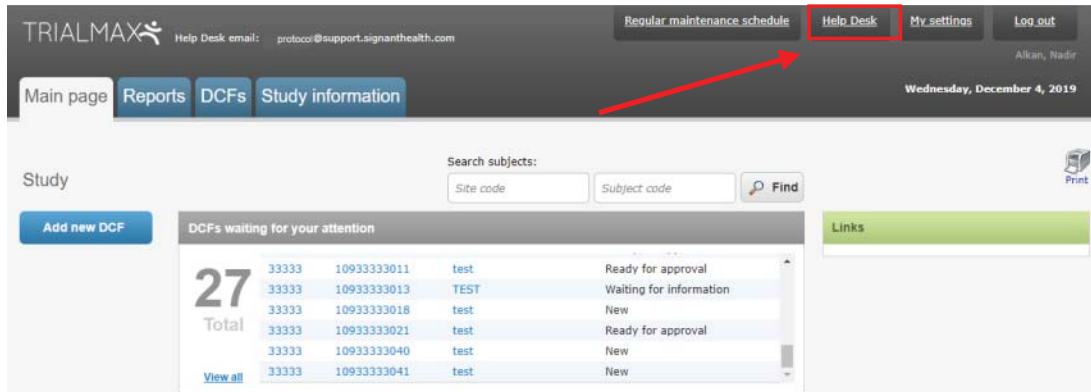 TRIALMAX
Help Desk email: protocol@support.signanthealth.com
Regular maintenance schedule
Help Desk
My settings
Log out
Alkan, Nadir
Main page Reports DCFs Study information
Wednesday, December 4, 2019
Study
Search subjects:
Site code Subject code Find
Print
Add new DCF
DCFs waiting for your attention
27
Total
View all
33333 10933333011 test Ready for approval
33333 10933333013 TEST Waiting for information
33333 10933333018 test New
33333 10933333021 test Ready for approval
33333 10933333040 test New
33333 10933333041 test New
Links